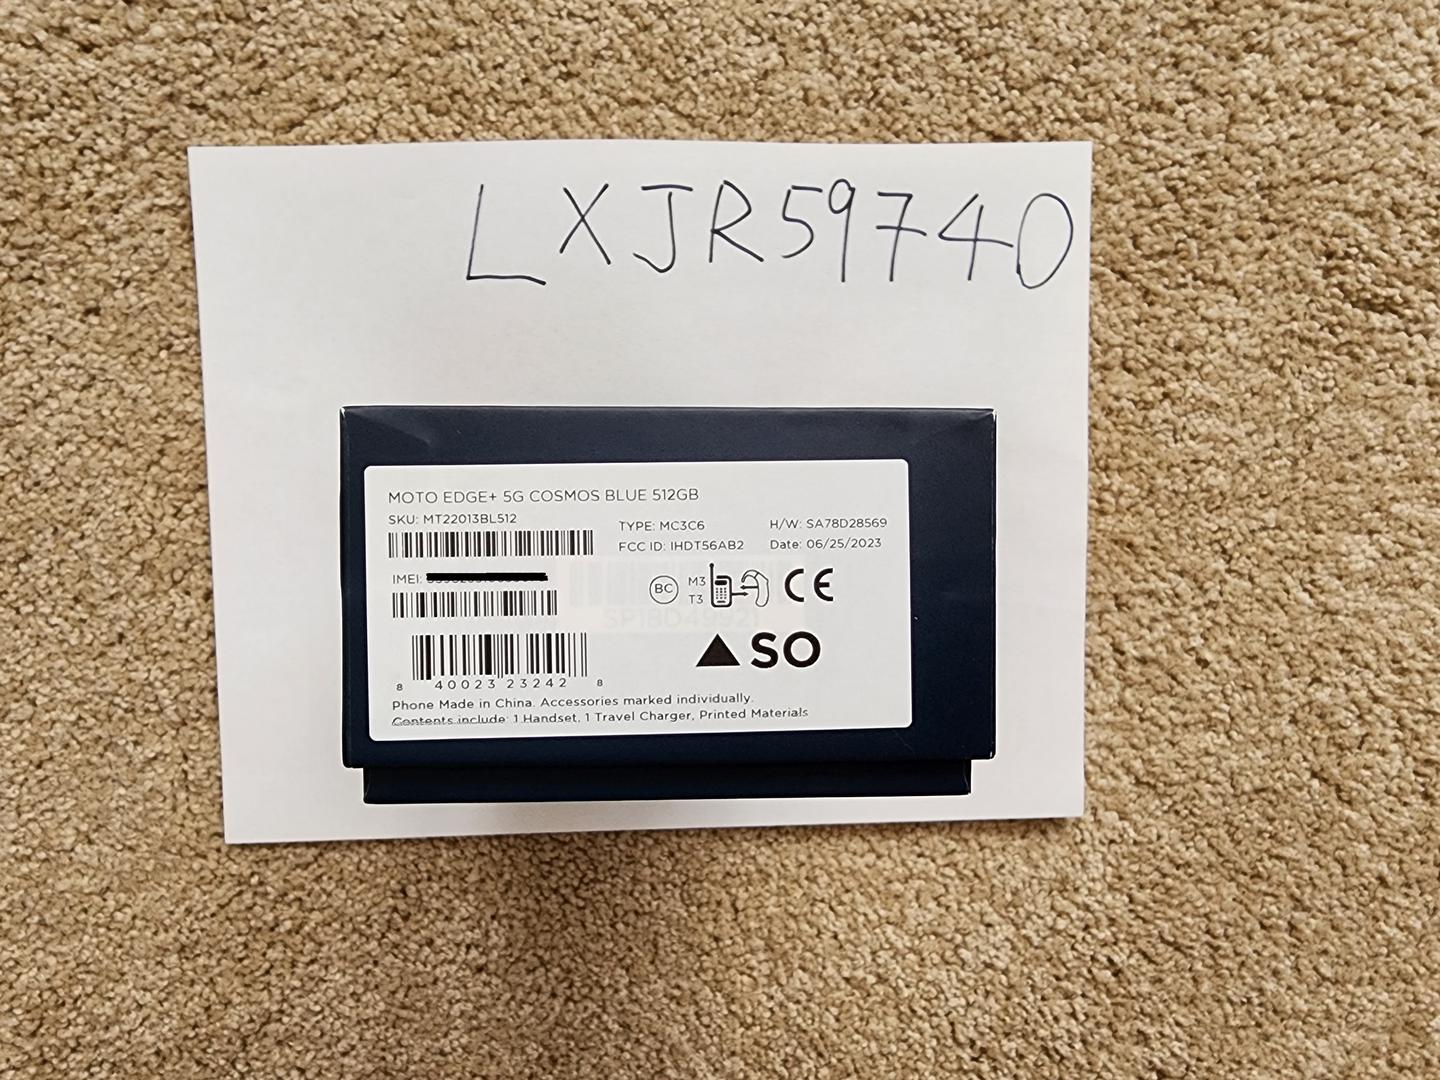 LXJR59740
MOTO EDGE+ 5G COSMOS BLUE 512GB
SKU: MT22013BL512
TYPE: MC3C6
H/W: SA78D28569
FCC ID: IHDT56AB2
Date: 06/25/2023
IMEI:
BC
M3
T3
CE
SP18D49921
SO
8 40023 23242 8
Phone Made in China. Accessories marked individually.
Contents include: 1 Handset, 1 Travel Charger, Printed Materials